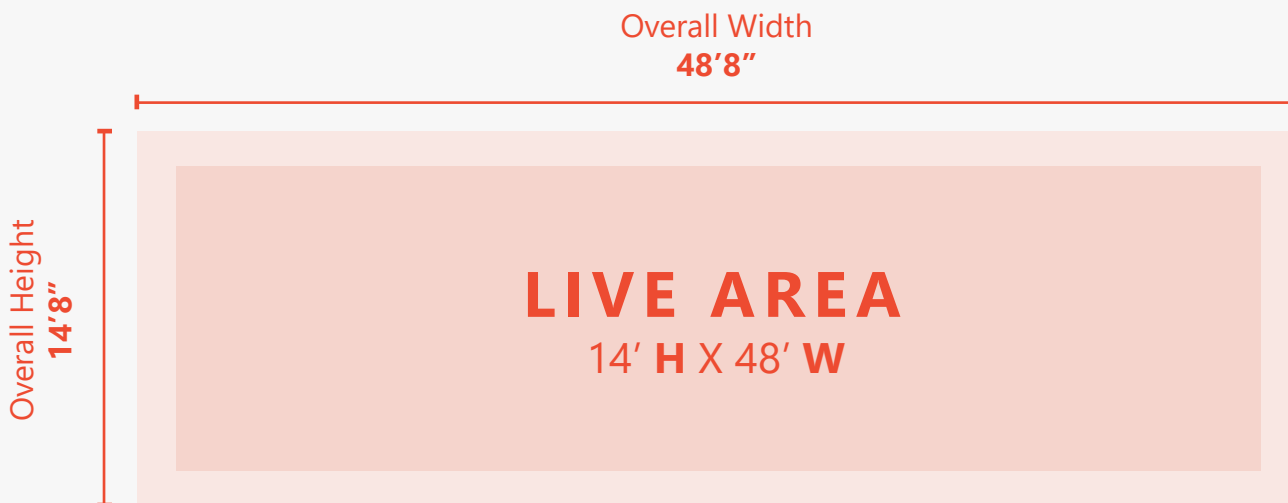 Overall Width
48’8”
Overall Height
14’8”
LIVE AREA
14’ H X 48’ W